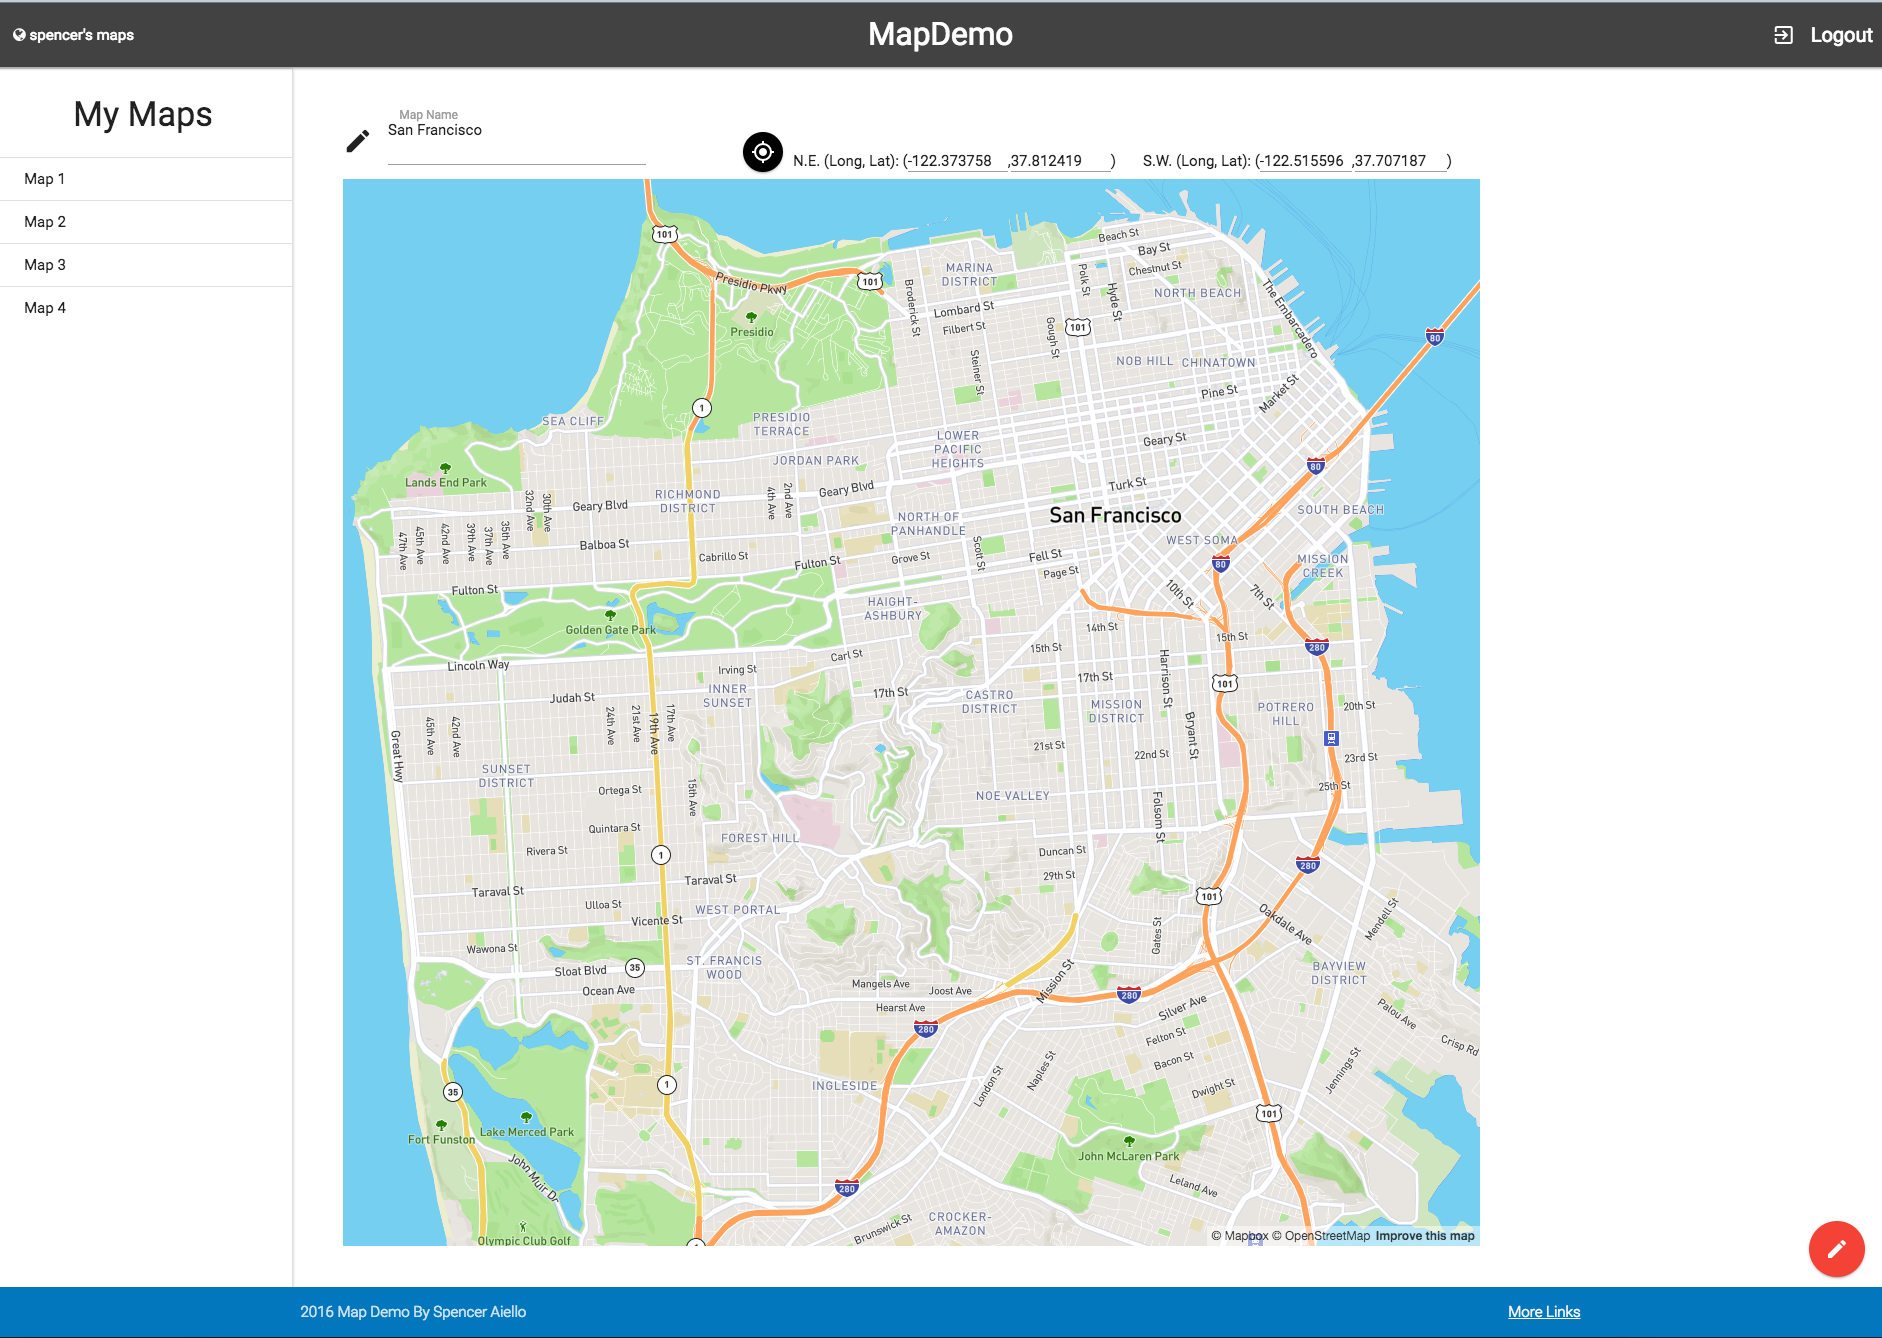 spencer's maps
MapDemo
Logout
My Maps
Map 1
Map 2
Map 3
Map 4
Map Name
San Francisco
N.E. (Long, Lat): (-122.373758 ,37.812419 )
S.W. (Long, Lat): (-122.515596 ,37.707187 )
101
Presidio Pkwy
101
Presidio
MARINA
DISTRICT
Beach St
Bay St
Chestnut St
Polk St
Hyde St
NORTH BEACH
The Embarcadero
Broderick St
Lombard St
Filbert St
Gough St
101
Steiner St
NOB HILL
CHINATOWN
80
Pine St
Market St
1
SEA CLIFF
PRESIDIO
TERRACE
LOWER
PACIFIC
HEIGHTS
Geary St
JORDAN PARK
80
Lands End Park
RICHMOND
DISTRICT
Geary Blvd
Geary Blvd
4th Ave
2nd Ave
Turk St
32nd Ave
30th Ave
San Francisco
SOUTH BEACH
NORTH OF
PANHANDLE
47th Ave
45th Ave
42nd Ave
39th Ave
37th Ave
35th Ave
Balboa St
Cabrillo St
Fulton St
Grove St
Scott St
Fell St
Page St
WEST SOMA
80
MISSION
CREEK
Fulton St
10th St
7th St
HAIGHT-
ASHBURY
Golden Gate Park
14th St
15th St
15th St
280
Lincoln Way
Irving St
Carl St
17th St
17th St
Harrison St
101
Judah St
INNER
SUNSET
CASTRO
DISTRICT
MISSION
DISTRICT
POTRERO
HILL
20th St
45th Ave
42nd Ave
24th Ave
21st Ave
19th Ave
17th Ave
Great Hwy
21st St
22nd St
Bryant St
23rd St
SUNSET
DISTRICT
Ortega St
15th Ave
NOE VALLEY
25th St
Folsom St
Quintara St
FOREST HILL
Rivera St
1
Duncan St
29th St
280
Taraval St
Taraval St
Ulloa St
Vicente St
WEST PORTAL
101
Oakdale Ave
Mendell St
Gates St
Wawona St
Sloat Blvd
35
ST. FRANCIS
WOOD
Ocean Ave
Mangels Ave
Joost Ave
Hearst Ave
Mission St
280
280
Silver Ave
BAYVIEW
DISTRICT
Palou Ave
Crisp Rd
Felton St
Bacon St
Dwight St
Jennings St
Naples St
London St
INGLESIDE
1
35
101
Fort Funston
Lake Merced Park
John Muir Dr
John McLaren Park
Leland Ave
280
CROCKER-
AMAZON
Brunswick St
Olympic Club Golf
© Mapbox © OpenStreetMap Improve this map
2016 Map Demo By Spencer Aiello
More Links